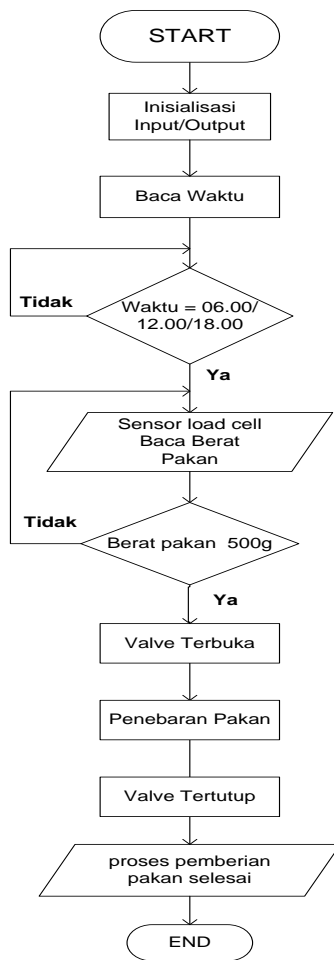 START
Inisialisasi
Input/Output
Baca Waktu
Tidak
Waktu = 06.00/
12.00/18.00
Ya
Sensor load cell
Baca Berat
Pakan
Tidak
Berat pakan 500g
Ya
Valve Terbuka
Penebaran Pakan
Valve Tertutup
proses pemberian
pakan selesai
END